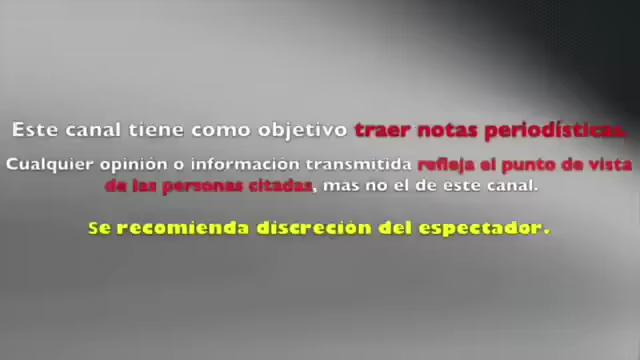 Este canal tiene como objetivo traer notas periodísticas.
Cualquier opinión o información transmitida refleja el punto de vista
de las personas citadas, mas no el de este canal.
Se recomienda discreción del espectador.